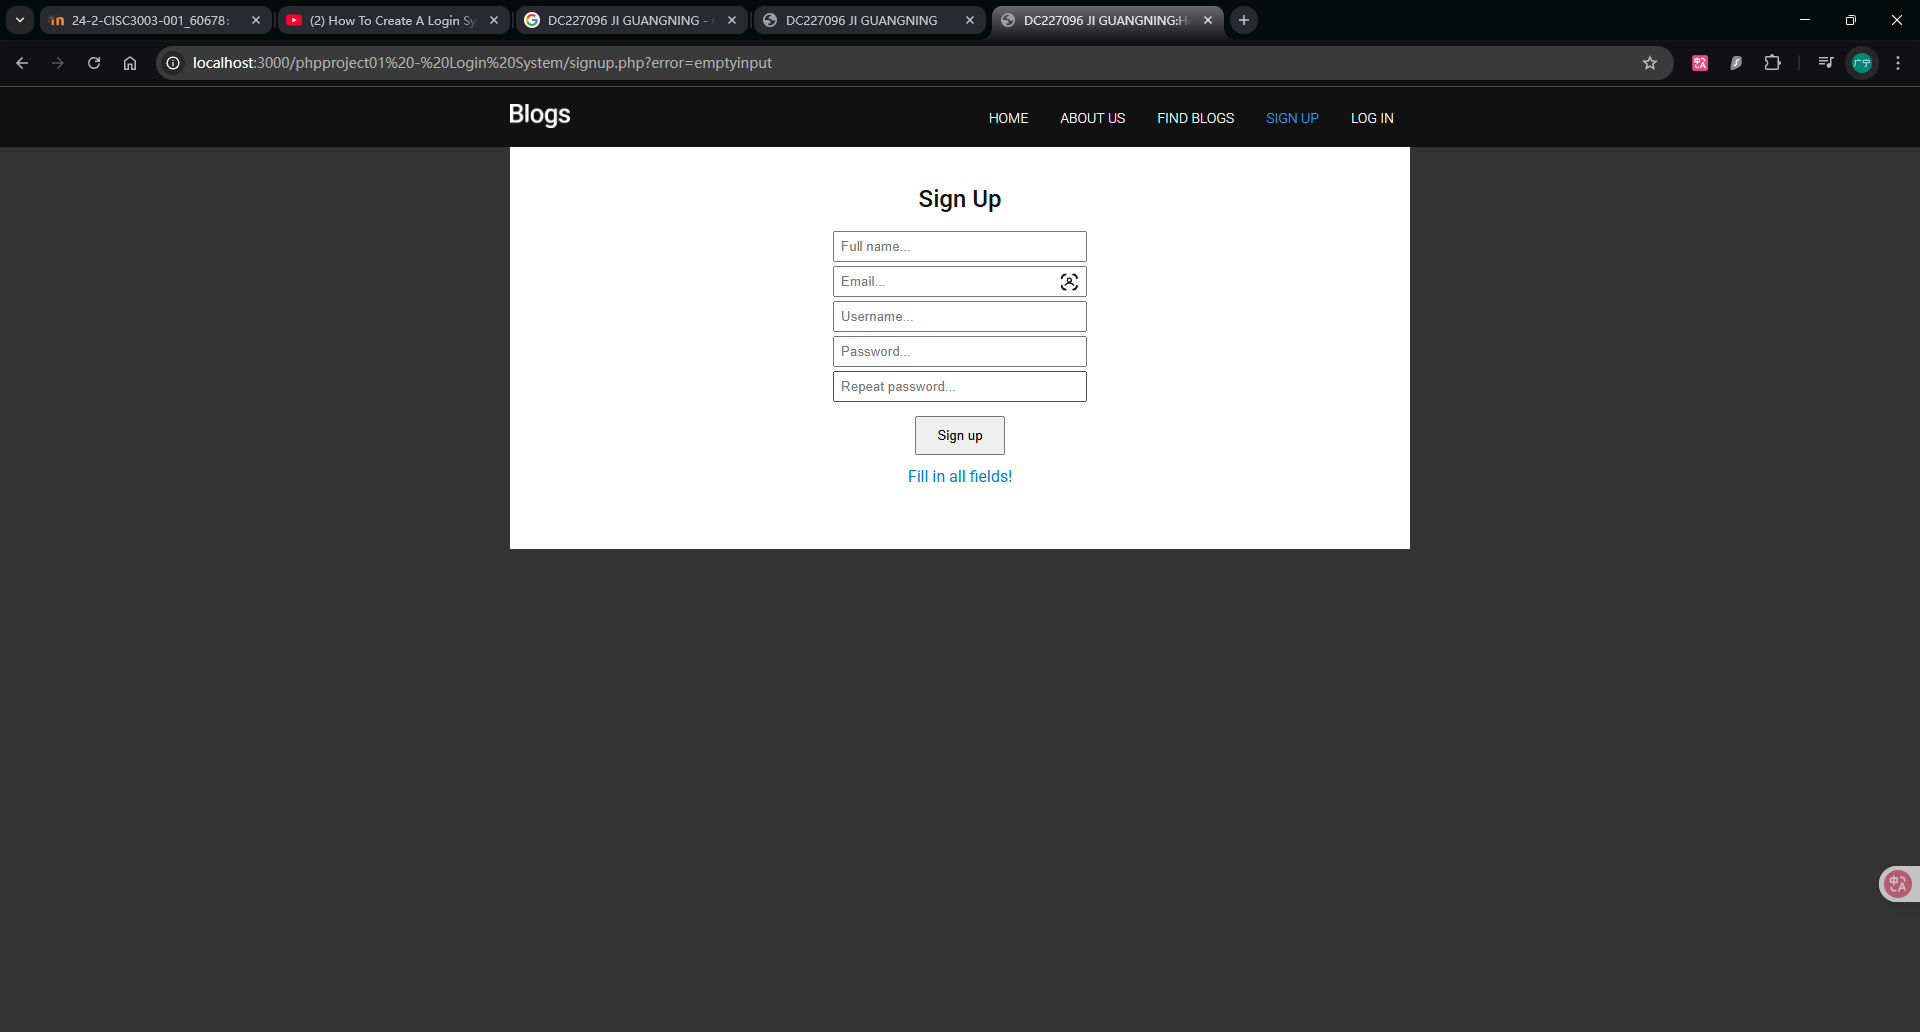 24-2-CISC3003-001_60678:
(2) How To Create A Login Sy
DC227096 JI GUANGNING -
DC227096 JI GUANGNING
DC227096 JI GUANGNING:H
localhost:3000/phpproject01%20-%20Login%20System/signup.php?error=emptyinput
广宁
Blogs
HOME
ABOUT US
FIND BLOGS
SIGN UP
LOG IN
Sign Up
Full name...
Email...
Username...
Password...
Repeat password...
Sign up
Fill in all fields!